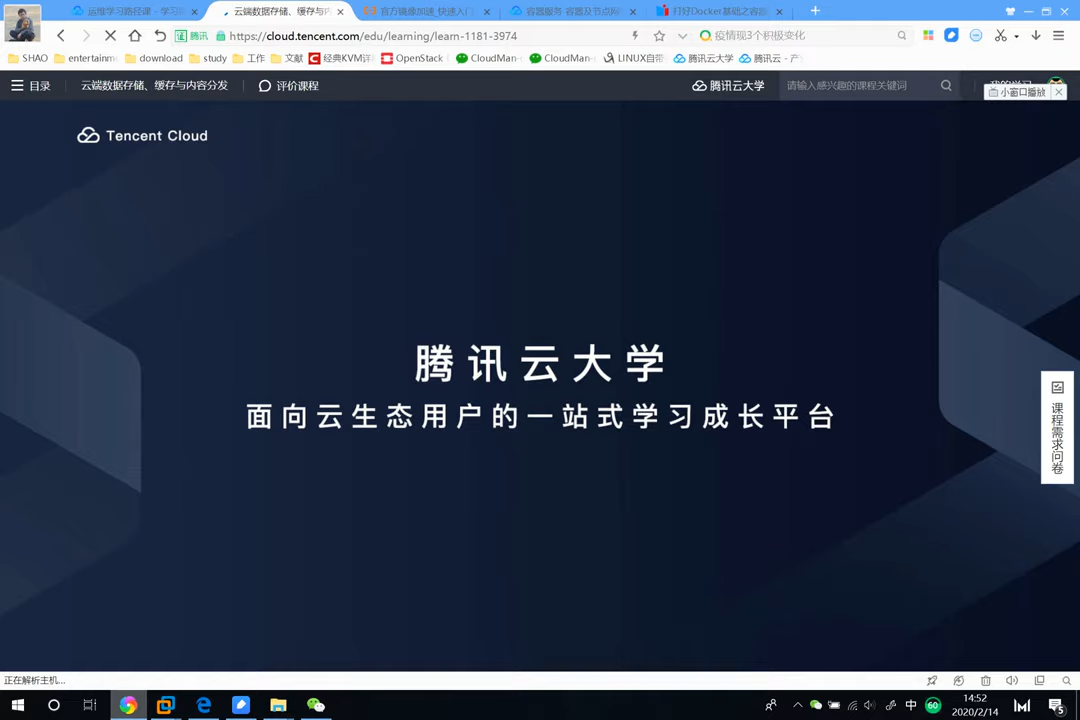 运维学习路径课 - 学习
云端数据存储、缓存与内
官方镜像加速_快速入门
容器服务 容器及节点网
打好Docker基础之容器
证 腾讯
https://cloud.tencent.com/edu/learning/learn-1181-3974
疫情现3个积极变化
SHAO
entertainm
download
study
工作
文献
经典KVM详
OpenStack
CloudMan-
CloudMan-
LINUX自带
腾讯云大学
腾讯云 - 产
目录
云端数据存储、缓存与内容分发
评价课程
腾讯云大学
请输入感兴趣的课程关键词
小窗口播放
Tencent Cloud
腾讯云大学
面向云生态用户的一站式学习成长平台
课程需求问卷
正在解析主机...
中
60
14:52
2020/2/14
5